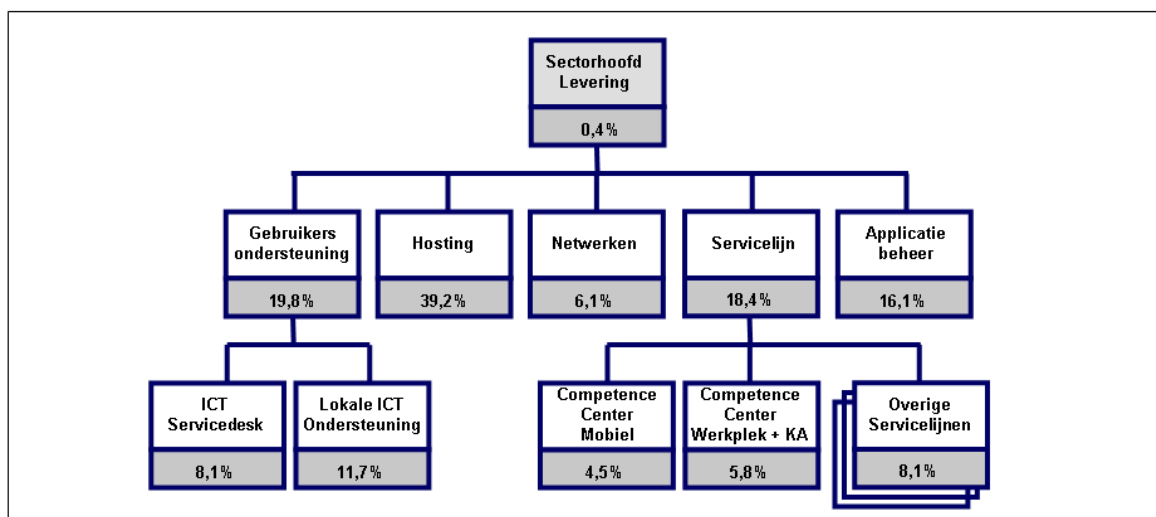 Sectorhoofd
Levering
0,4%
Gebruikers
ondersteuning
19,8%
Hosting
39,2%
Netwerken
6,1%
Servicelijn
18,4%
Applicatie
beheer
16,1%
ICT
Servicedesk
8,1%
Lokale ICT
Ondersteuning
11,7%
Competence
Center
Mobiel
4,5%
Competence
Center
Werkplek + KA
5,8%
Overige
Servicelijnen
8,1%